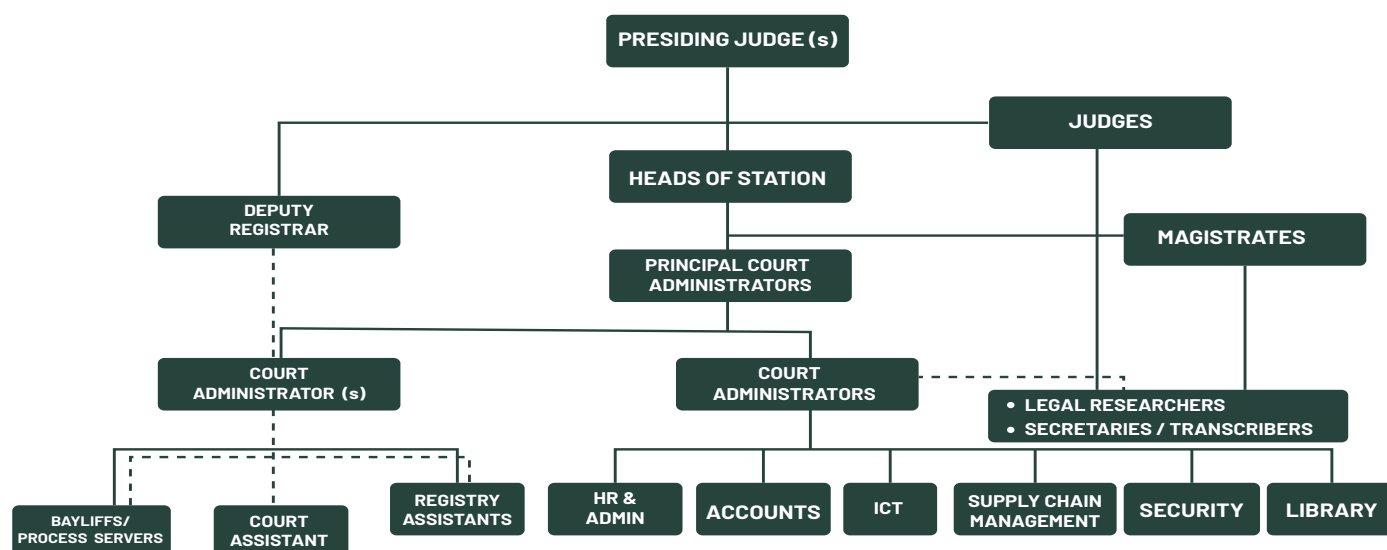 PRESIDING JUDGE (s)
JUDGES
HEADS OF STATION
DEPUTY
REGISTRAR
MAGISTRATES
PRINCIPAL COURT
ADMINISTRATORS
COURT
ADMINISTRATOR (s)
COURT
ADMINISTRATORS
• LEGAL RESEARCHERS
• SECRETARIES / TRANSCRIBERS
BAYLIFFS/
PROCESS SERVERS
COURT
ASSISTANT
REGISTRY
ASSISTANTS
HR &
ADMIN
ACCOUNTS
ICT
SUPPLY CHAIN
MANAGEMENT
SECURITY
LIBRARY